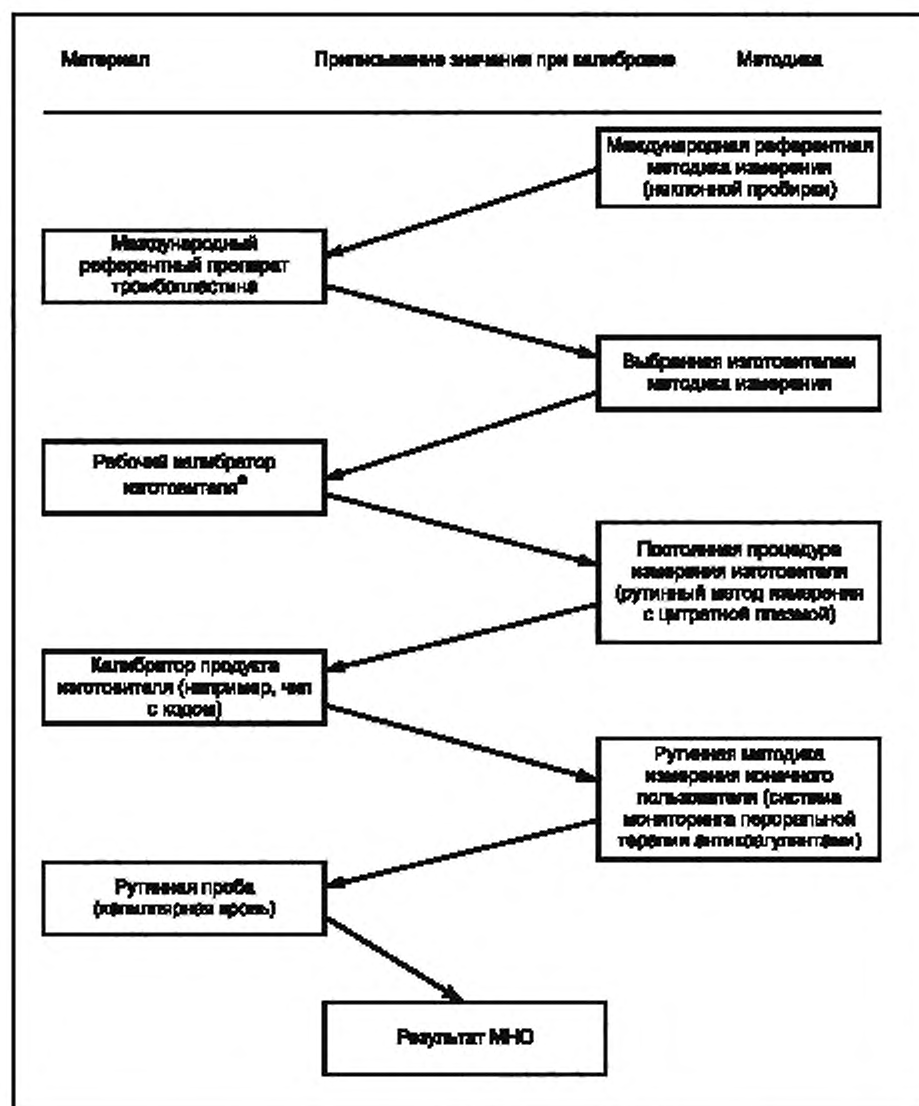 Материал Приписывание значения при калибровке Методика
Международная референтная
методика измерения
(наклонной пробирки)
Международный
референтный препарат
тромбопластина
Выбранная изготовителем
методика измерения
Рабочий калибратор
изготовителяª
Постоянная процедура
измерения изготовителя
(рутинный метод измерения
с цитратной плазмой)
Калибратор продукта
изготовителя (например, чип
с кодом)
Рутинная методика
измерения конечного
пользователя (система
мониторинга пероральной
терапии антикоагулянтами)
Рутинная проба
(капиллярная кровь)
Результат МНО